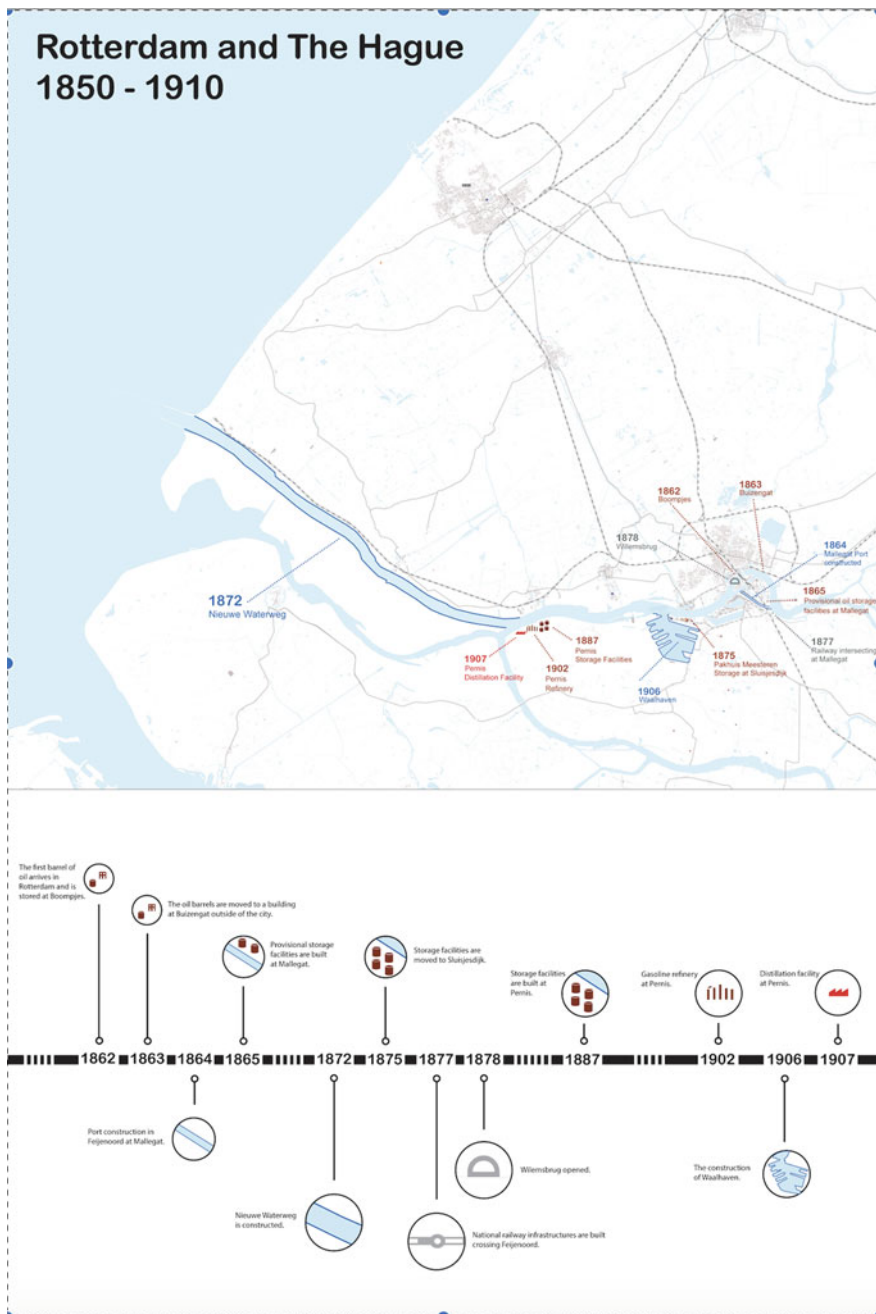 Rotterdam and The Hague
1850 - 1910
1862
Boompjes
1863
Buizengat
1878
Willemsbrug
1864
Mallegat Port
constructed
1872
Nieuwe Waterweg
1865
Provisional oil storage
facilities at Mallegat
1887
Pernis
Storage Facilities
1877
Railway intersecting
at Mallegat
1907
Pernis
Distillation Facility
1902
Pernis
Refinery
1875
Pakhuis Meesteren
Storage at Sluisjesdijk
1906
Waalhaven
The first barrel of
oil arrives in
Rotterdam and is
stored at Boompjes.
The oil barrels are moved to a building
at Buizengat outside of the city.
Provisional storage
facilities are built
at Mallegat.
Storage facilities are
moved to Sluisjesdijk.
Storage facilities
are built at
Pernis.
Gasoline refinery
at Pernis.
Distillation facility
at Pernis.
1862 1863 1864 1865 1872 1875 1877 1878 1887 1902 1906 1907
Port construction in
Feijenoord at Mallegat.
Nieuwe Waterweg
is constructed.
National railway infrastructures are built
crossing Feijenoord.
Wilemsbrug opened.
The construction
of Waalhaven.